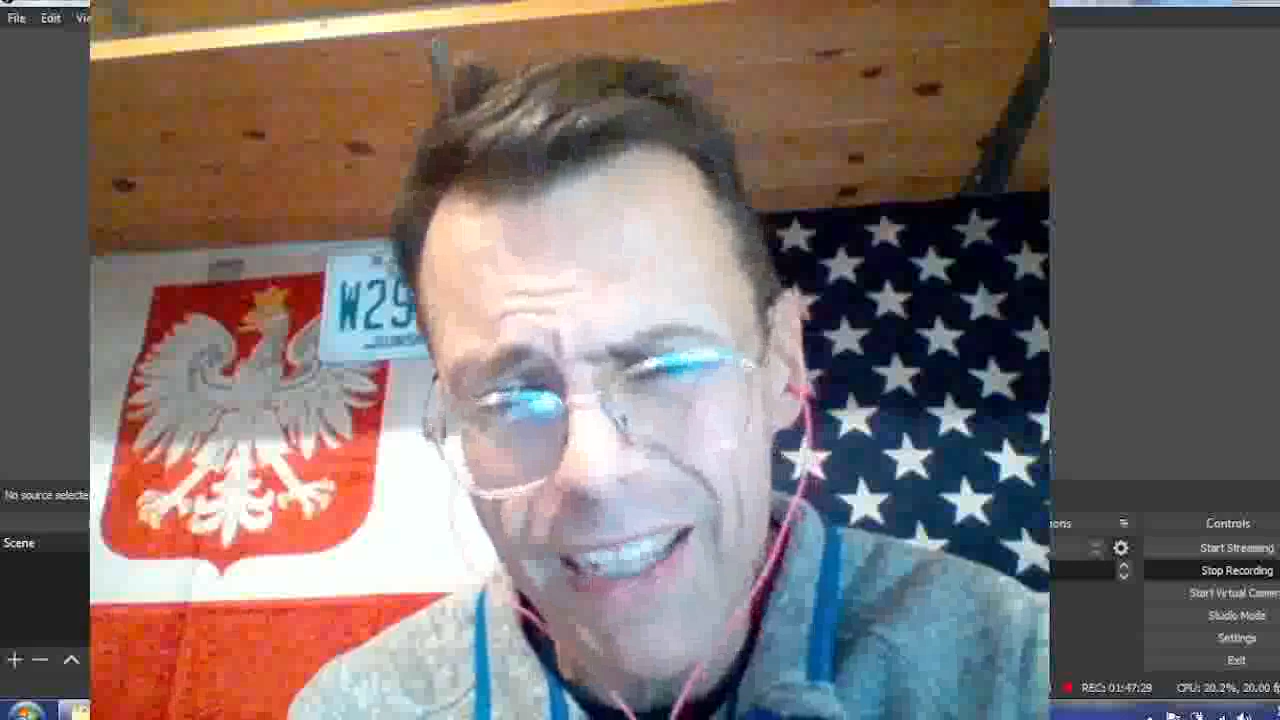 File Edit
W29
No source selecte
Scene
Controls
Start Streaming
Stop Recording
Start Virtual Came
Studio Mode
Settings
Exit
REC: 01:47:29 CPU: 20.2%, 20.00 f